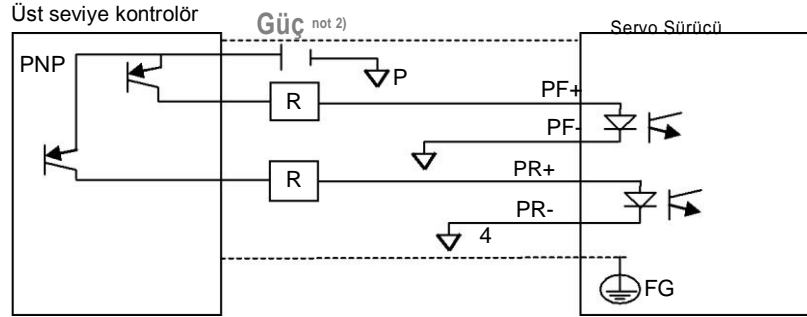 Üst seviye kontrolör
Güç not 2)
Servo Sürücü
PNP
P
R
PF+
PF-
R
PR+
PR-
4
FG